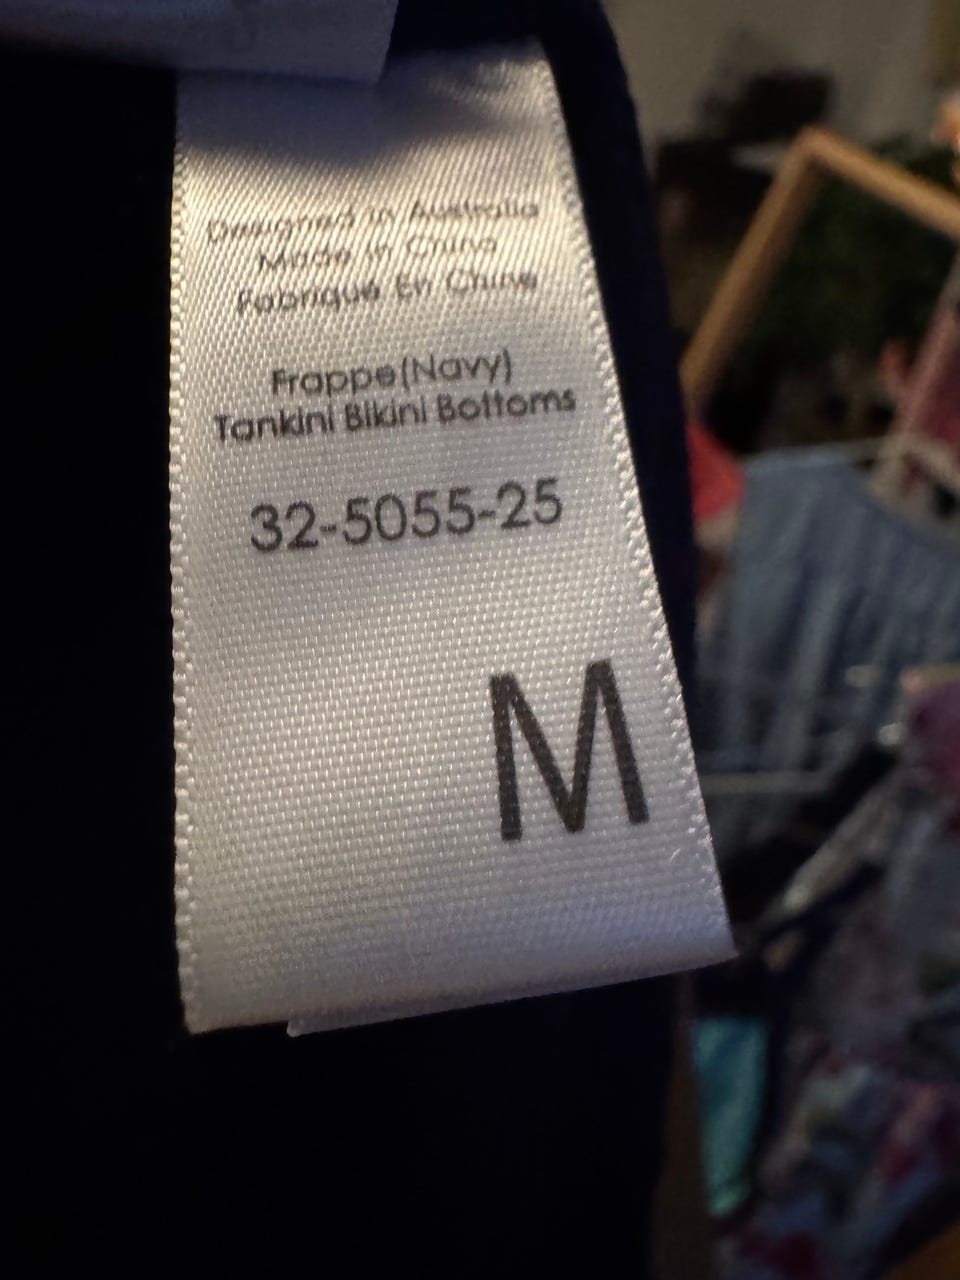 Designed in Australia
Made in China
Fabriqué En Chine
Frappe(Navy)
Tankini Bikini Bottoms
32-5055-25
M